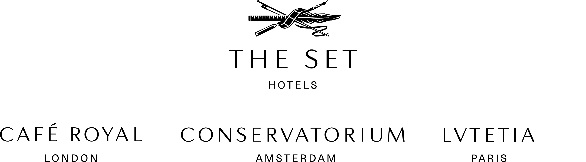 THE SET
HOTELS
CAFÉ ROYAL CONSERVATORIUM LVTETIA
LONDON AMSTERDAM PARIS